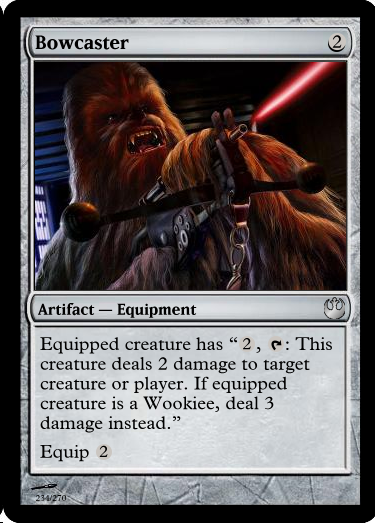 Bowcaster 2
Artifact — Equipment
Equipped creature has “ 2 , : This
creature deals 2 damage to target
creature or player. If equipped
creature is a Wookiee, deal 3
damage instead.”
Equip 2
234/270